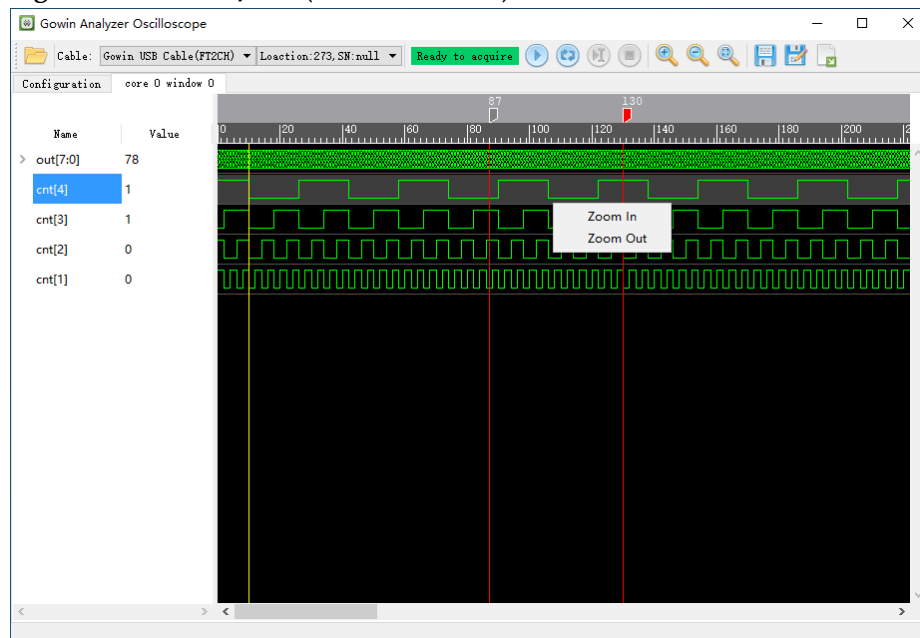 Gowin Analyzer Oscilloscope
Cable: Gowin USB Cable(FT2CH) Loaction:273,SN:null Ready to acquire
Configuration core 0 window 0
87 130
Name Value 0 20 40 60 80 100 120 140 160 180 200
out[7:0] 78
cnt[4] 1
Zoom In
cnt[3] 1
Zoom Out
cnt[2] 0
cnt[1] 0